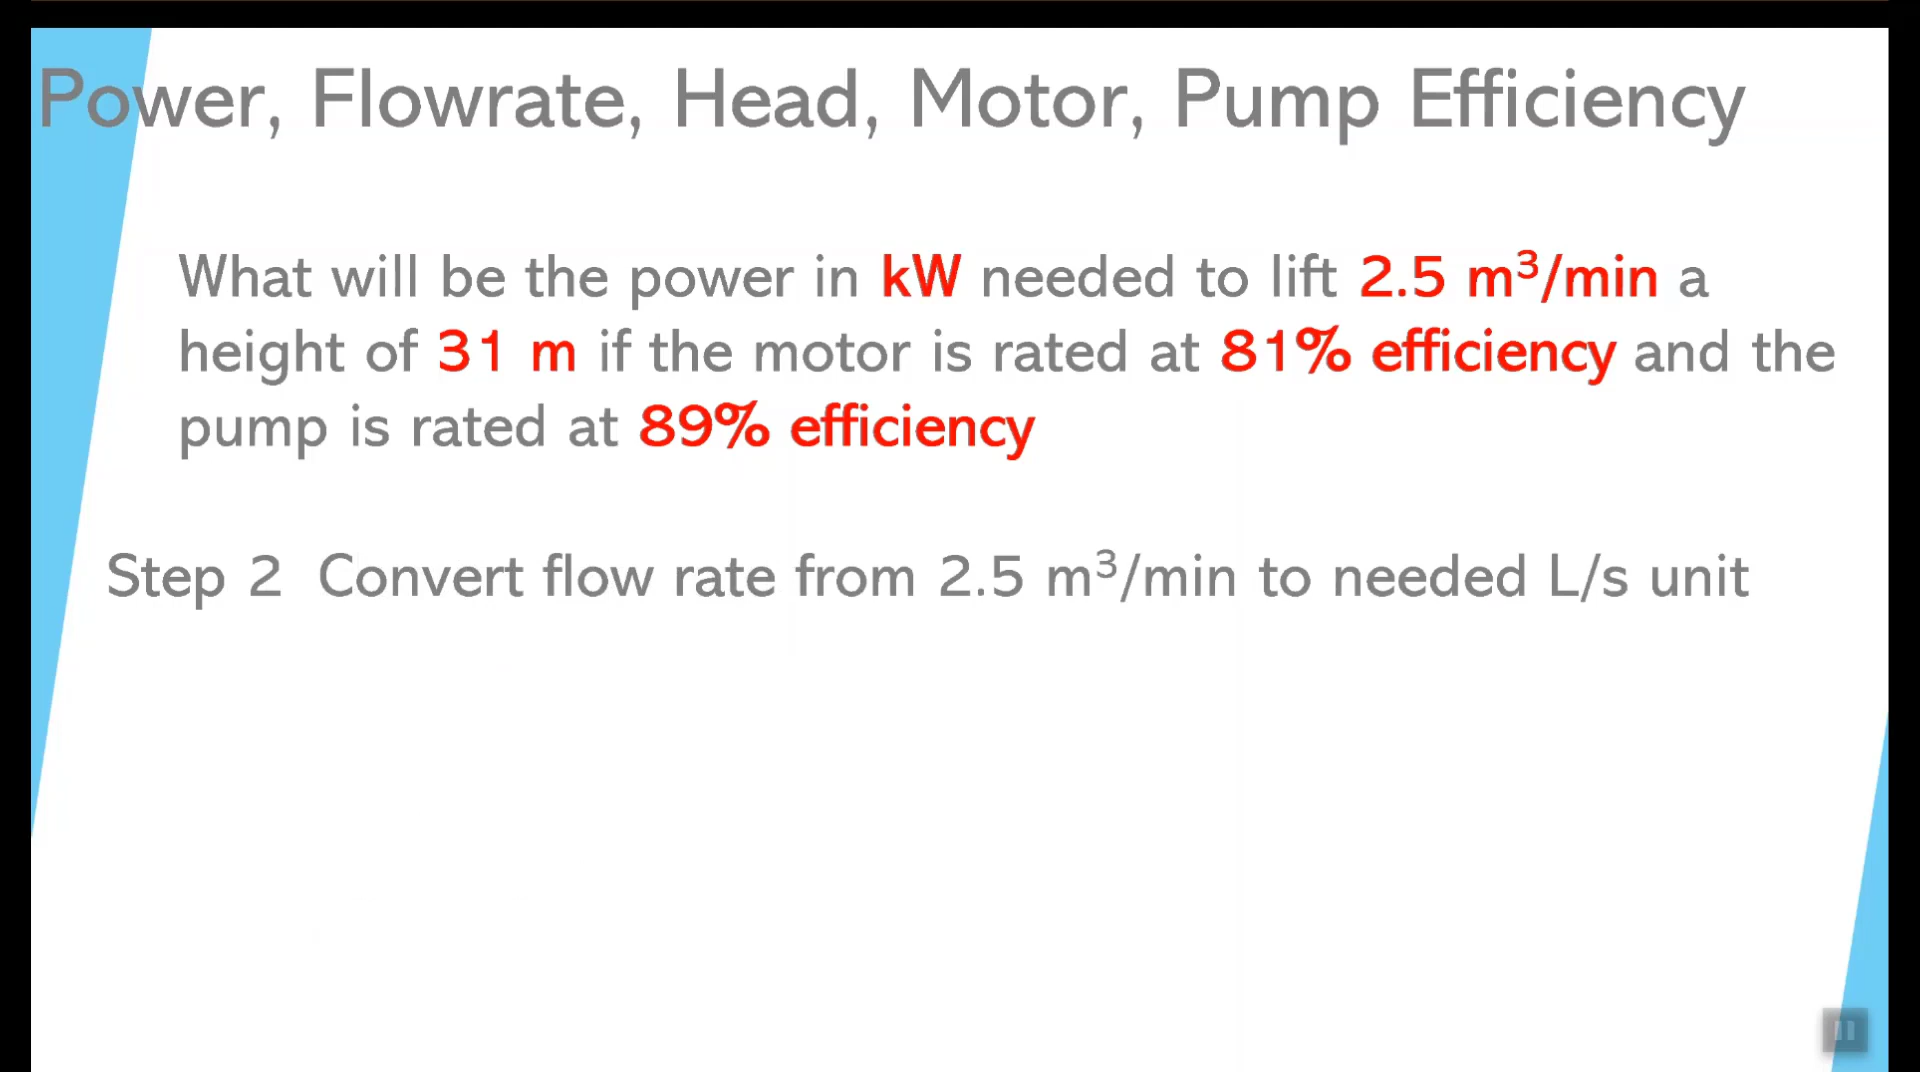 Power, Flowrate, Head, Motor, Pump Efficiency
What will be the power in kW needed to lift 2.5 m³/min a
height of 31 m if the motor is rated at 81% efficiency and the
pump is rated at 89% efficiency
Step 2 Convert flow rate from 2.5 m³/min to needed L/s unit